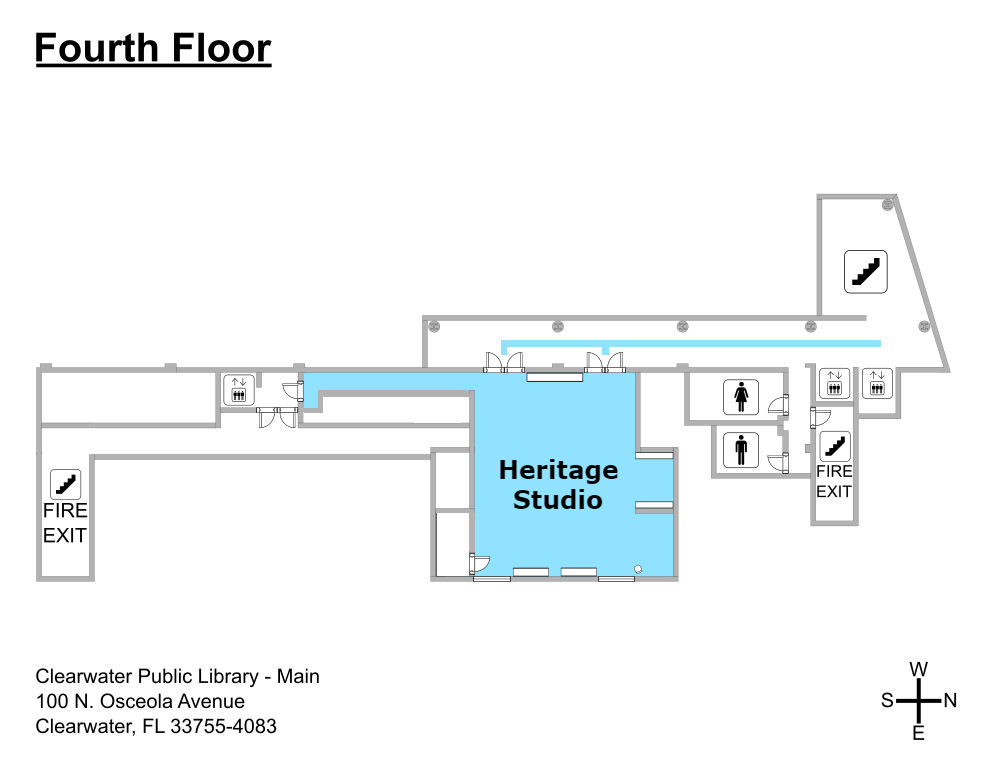 Fourth Floor
Heritage
Studio
FIRE
EXIT
FIRE
EXIT
Clearwater Public Library - Main
100 N. Osceola Avenue
Clearwater, FL 33755-4083
W
S
N
E